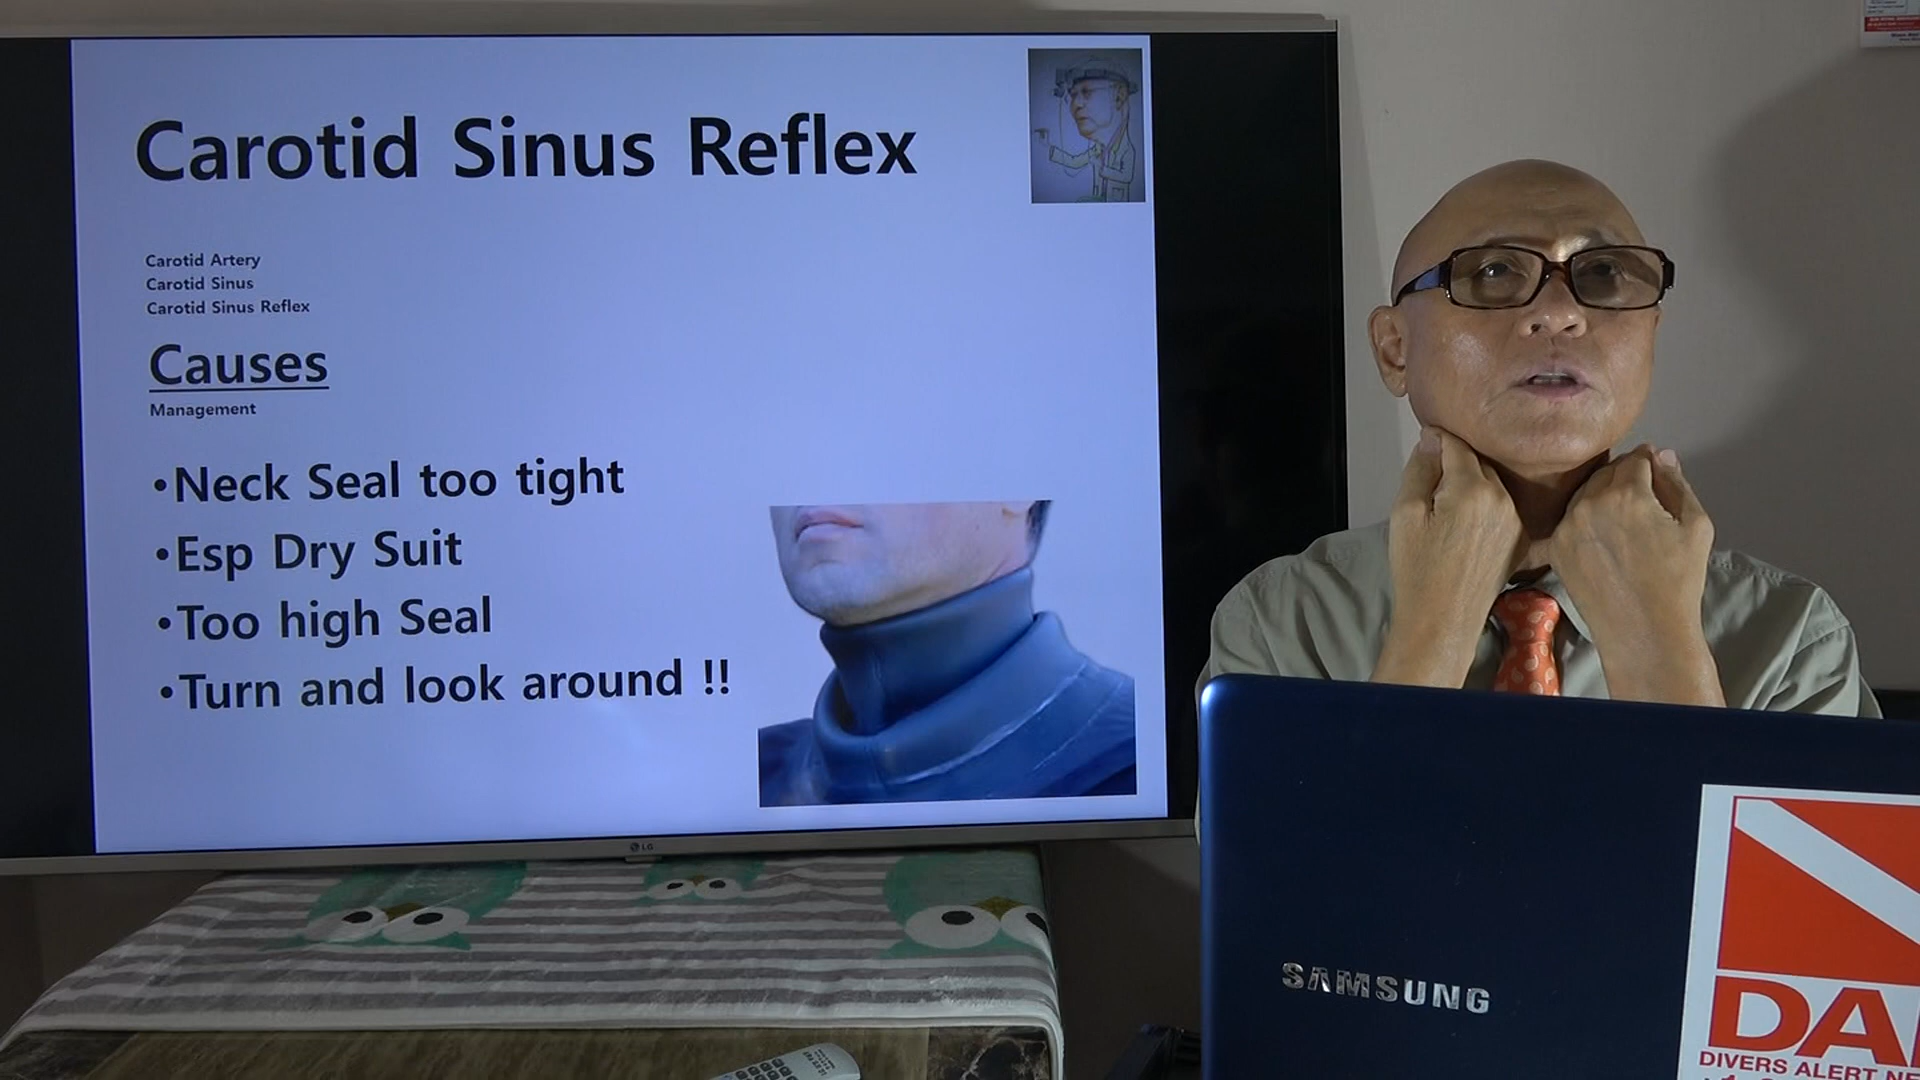 Carotid Sinus Reflex
Carotid Artery
Carotid Sinus
Carotid Sinus Reflex
Causes
Management
•Neck Seal too tight
•Esp Dry Suit
•Too high Seal
•Turn and look around !!
LG
SAMSUNG
DA
DIVERS ALERT NE